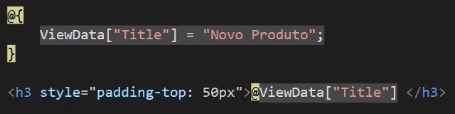 @{
ViewData["Title"] = "Novo Produto";
}
<h3 style="padding-top: 50px">@ViewData["Title"] </h3>